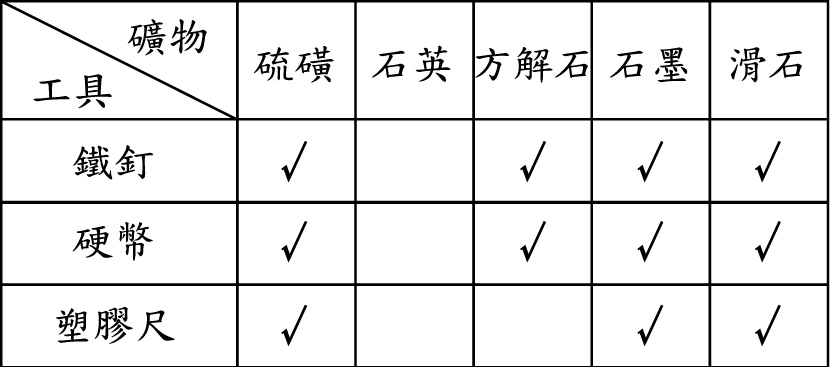 礦物
工具
硫磺 石英 方解石 石墨 滑石
鐵釘 √ √ √ √
硬幣 √ √ √ √
塑膠尺 √ √ √